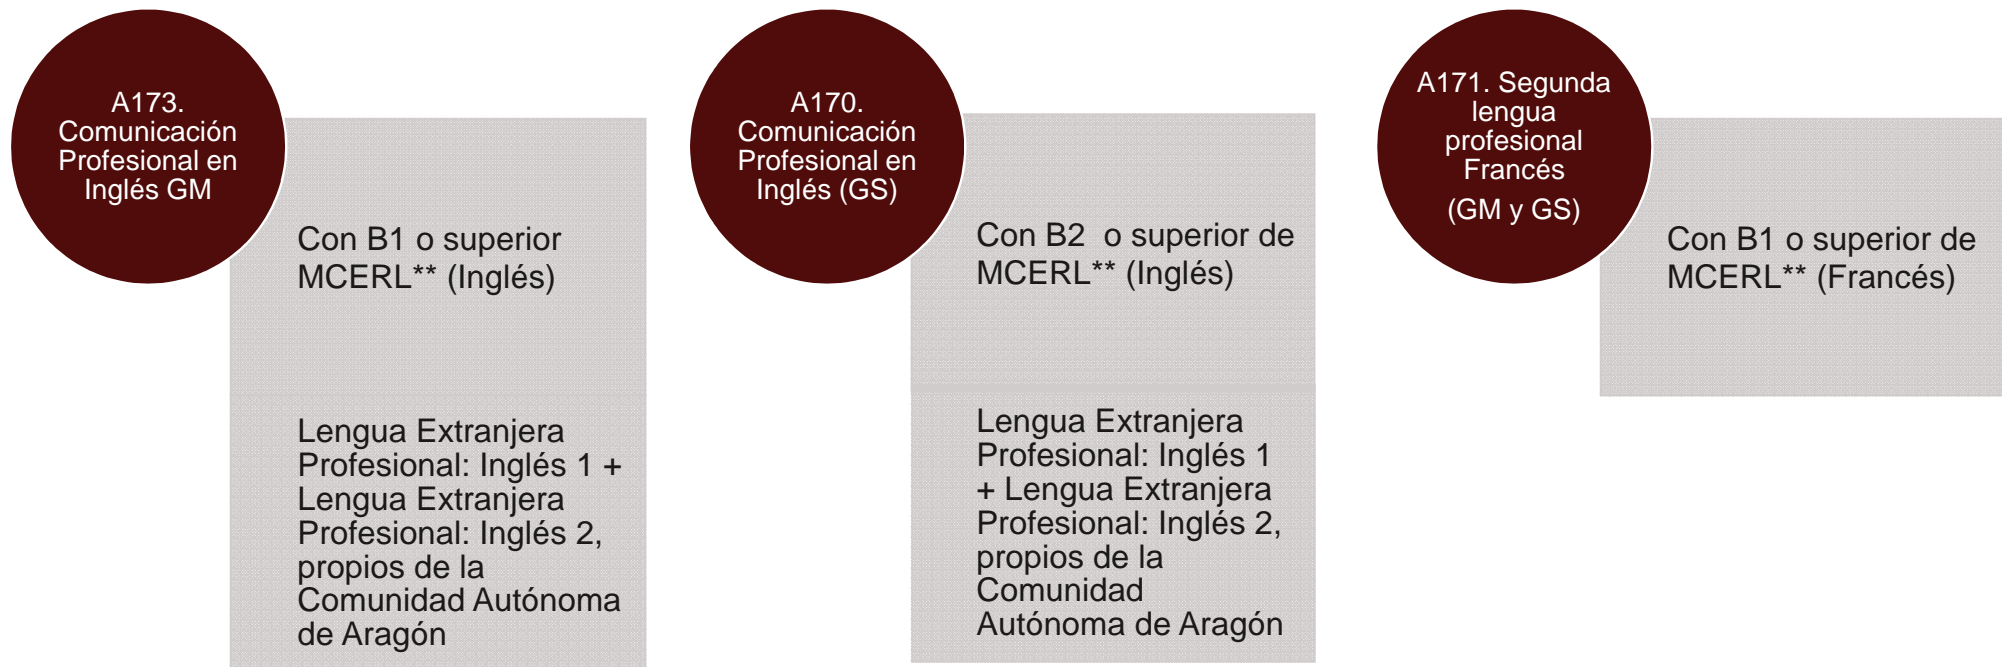 A173.
Comunicación
Profesional en
Inglés GM
Con B1 o superior
MCERL** (Inglés)
Lengua Extranjera
Profesional: Inglés 1 +
Lengua Extranjera
Profesional: Inglés 2,
propios de la
Comunidad Autónoma
de Aragón
A170.
Comunicación
Profesional en
Inglés (GS)
Con B2 o superior de
MCERL** (Inglés)
Lengua Extranjera
Profesional: Inglés 1
+ Lengua Extranjera
Profesional: Inglés 2,
propios de la
Comunidad
Autónoma de Aragón
A171. Segunda
lengua
profesional
Francés
(GM y GS)
Con B1 o superior de
MCERL** (Francés)